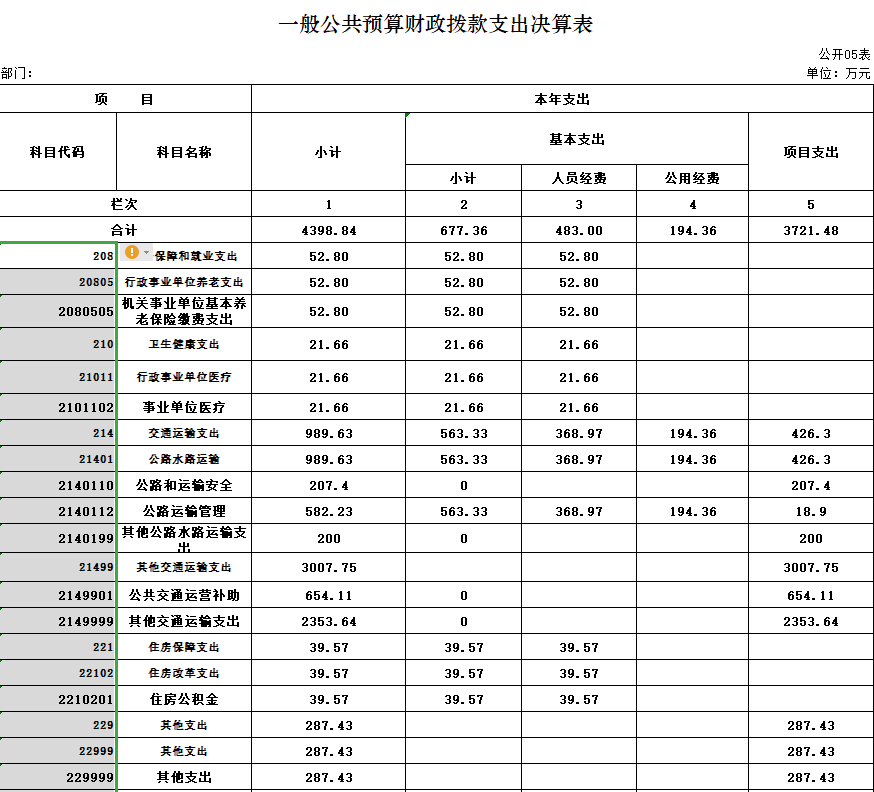 一般公共预算财政拨款支出决算表
公开05表
部门： 单位：万元
项 目 本年支出
科目代码 科目名称 小计 基本支出 项目支出
小计 人员经费 公用经费
栏次 1 2 3 4 5
合计 4398.84 677.36 483.00 194.36 3721.48
208 保障和就业支出 52.80 52.80 52.80
20805 行政事业单位养老支出 52.80 52.80 52.80
2080505 机关事业单位基本养
老保险缴费支出 52.80 52.80 52.80
210 卫生健康支出 21.66 21.66 21.66
21011 行政事业单位医疗 21.66 21.66 21.66
2101102 事业单位医疗 21.66 21.66 21.66
214 交通运输支出 989.63 563.33 368.97 194.36 426.3
21401 公路水路运输 989.63 563.33 368.97 194.36 426.3
2140110 公路和运输安全 207.4 0 207.4
2140112 公路运输管理 582.23 563.33 368.97 194.36 18.9
2140199 其他公路水路运输支
出 200 0 200
21499 其他交通运输支出 3007.75 3007.75
2149901 公共交通运营补助 654.11 0 654.11
2149999 其他交通运输支出 2353.64 0 2353.64
221 住房保障支出 39.57 39.57 39.57
22102 住房改革支出 39.57 39.57 39.57
2210201 住房公积金 39.57 39.57 39.57
229 其他支出 287.43 287.43
22999 其他支出 287.43 287.43
229999 其他支出 287.43 287.43